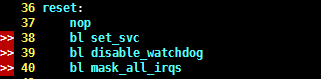 36 reset:
37     nop
>> 38     bl set_svc
>> 39     bl disable_watchdog
>> 40     bl mask_all_irqs